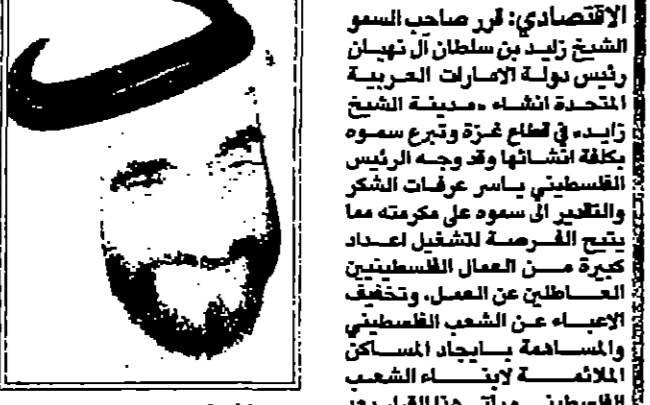 الاقتصادي: قرر صاحب السمو
الشيخ زايد بن سلطان آل نهيان
رئيس دولة الامارات العربية
المتحدة انشاء «مدينة الشيخ
زايد» في قطاع غزة وتبرع سموه
بكلفة انشائها وقد وجه الرئيس
الفلسطيني ياسر عرفات الشكر
والتقدير الى سموه على مكرمته مما
يتيح الفرصة لتشغيل اعداد
كبيرة من العمال الفلسطينيين
العاطلين عن العمل، وتخفيف
الاعباء عن الشعب الفلسطيني
والمساهمة بايجاد المساكن
الملائمة لابناء الشعب
الفلسطيني